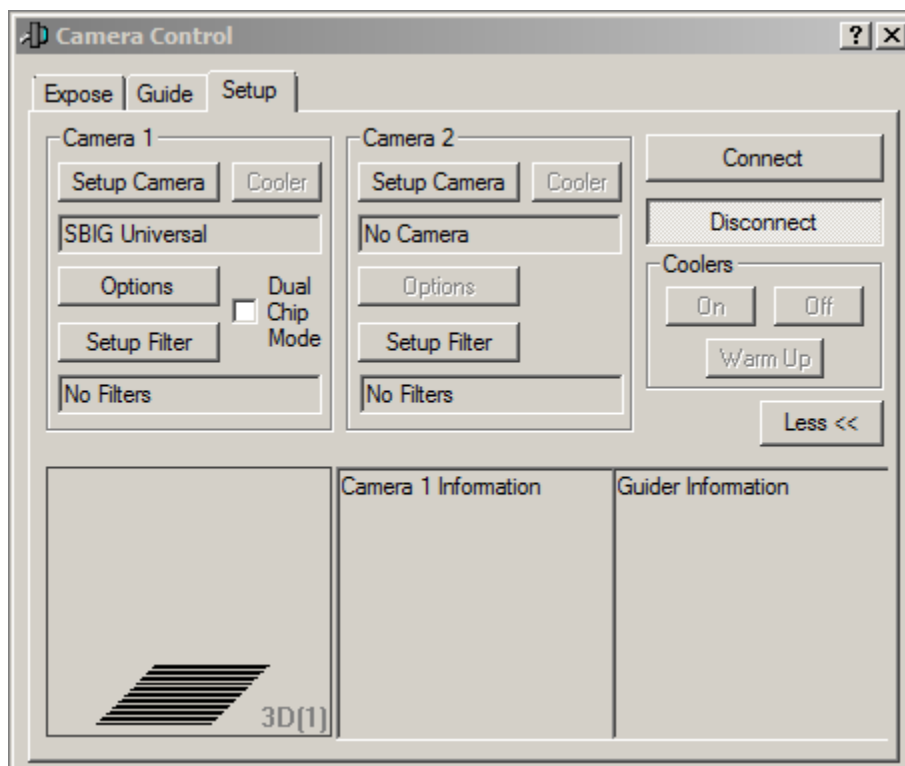 Camera Control
Expose Guide Setup
Camera 1
Setup Camera Cooler
SBIG Universal
Options
Dual
Chip
Mode
Setup Filter
No Filters
Camera 2
Setup Camera Cooler
No Camera
Options
Setup Filter
No Filters
Connect
Disconnect
Coolers
On Off
Warm Up
Less <<
3D(1)
Camera 1 Information
Guider Information